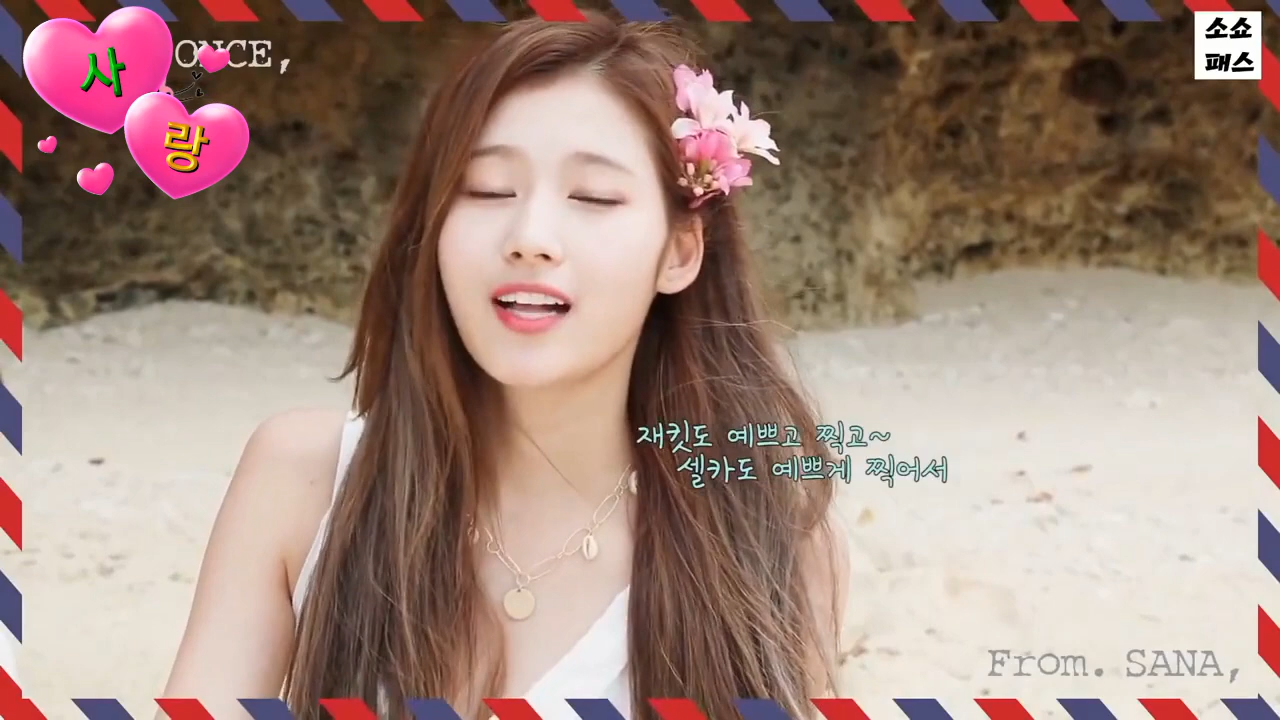 사
랑
ONCE,
소쇼
패스
재킷도 예쁘고 찍고~
셀카도 예쁘게 찍어서
From. SANA,